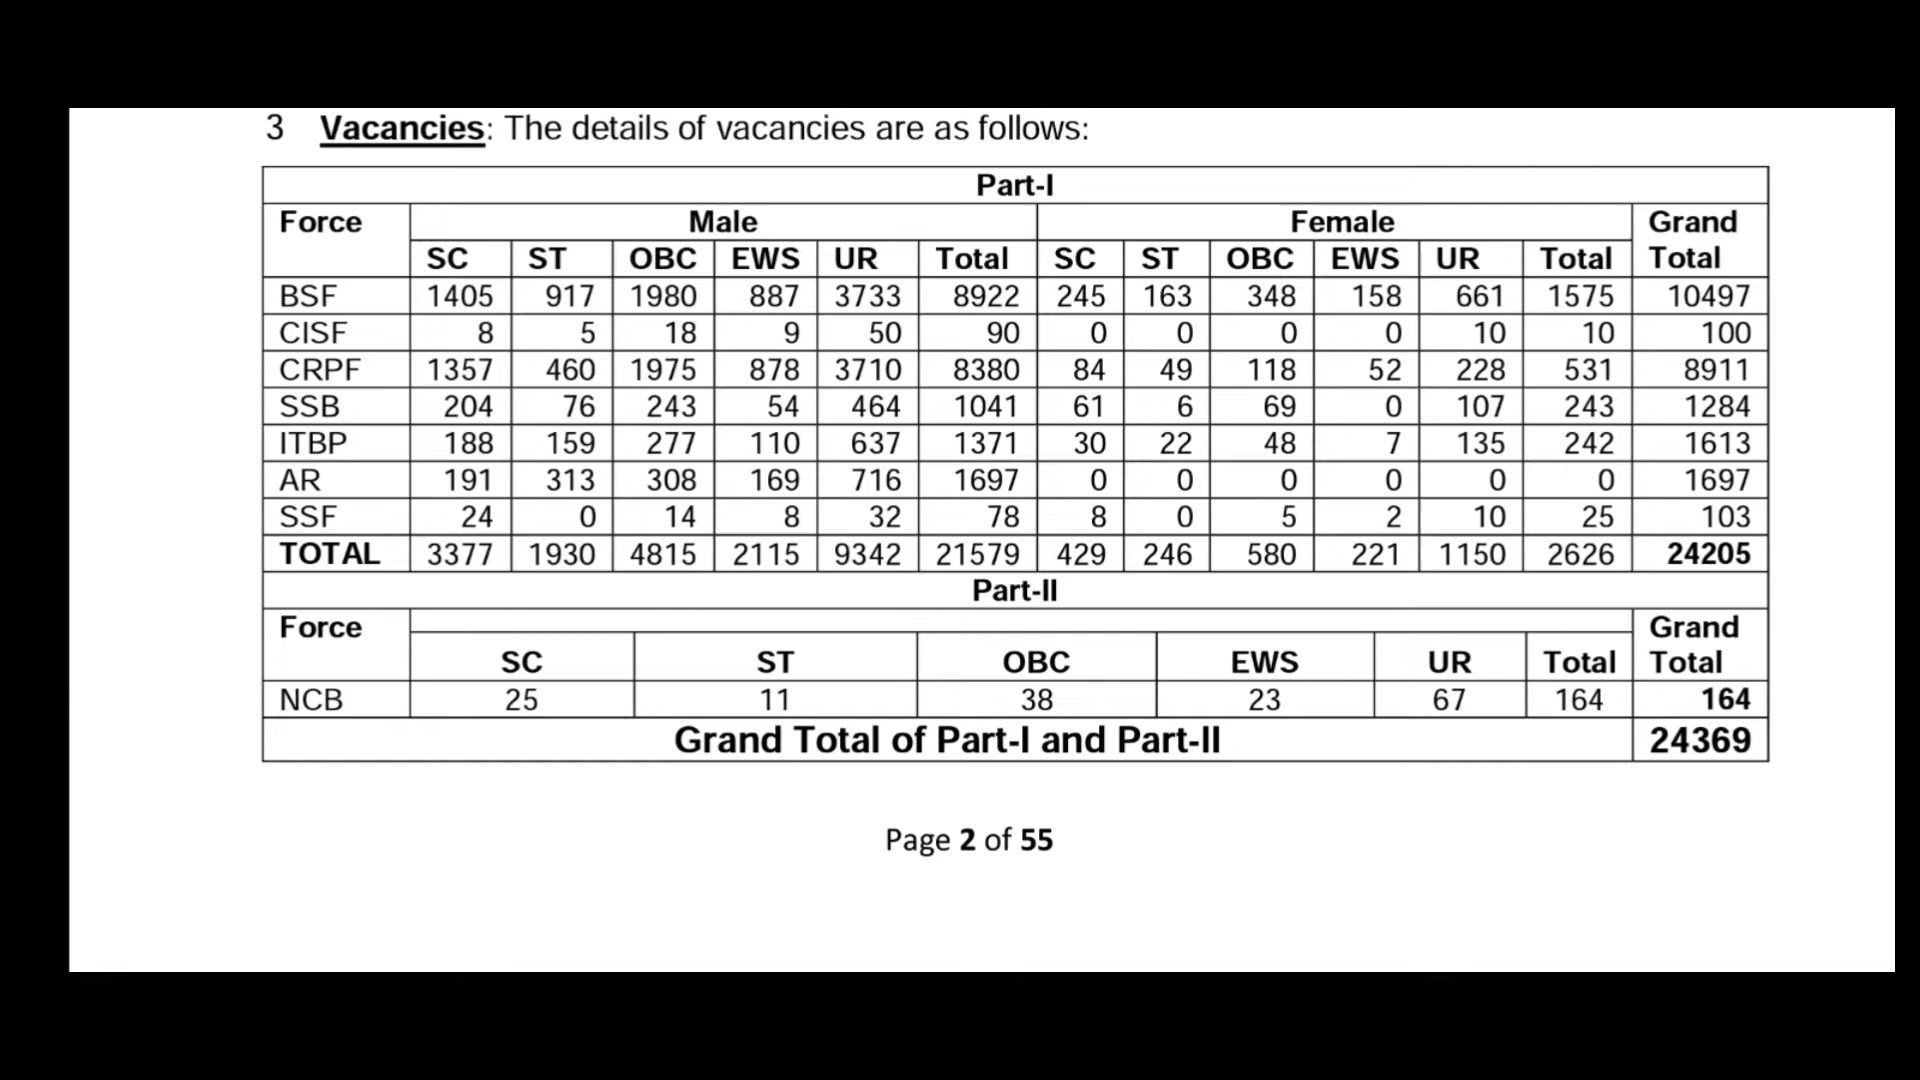 3 Vacancies: The details of vacancies are as follows:
Part-I
Force Male Female Grand Total
SC ST OBC EWS UR Total SC ST OBC EWS UR Total
BSF 1405 917 1980 887 3733 8922 245 163 348 158 661 1575 10497
CISF 8 5 18 9 50 90 0 0 0 0 10 10 100
CRPF 1357 460 1975 878 3710 8380 84 49 118 52 228 531 8911
SSB 204 76 243 54 464 1041 61 6 69 0 107 243 1284
ITBP 188 159 277 110 637 1371 30 22 48 7 135 242 1613
AR 191 313 308 169 716 1697 0 0 0 0 0 0 1697
SSF 24 0 14 8 32 78 8 0 5 2 10 25 103
TOTAL 3377 1930 4815 2115 9342 21579 429 246 580 221 1150 2626 24205
Part-II
Force Grand
SC ST OBC EWS UR Total Total
NCB 25 11 38 23 67 164 164
Grand Total of Part-I and Part-II 24369
Page 2 of 55